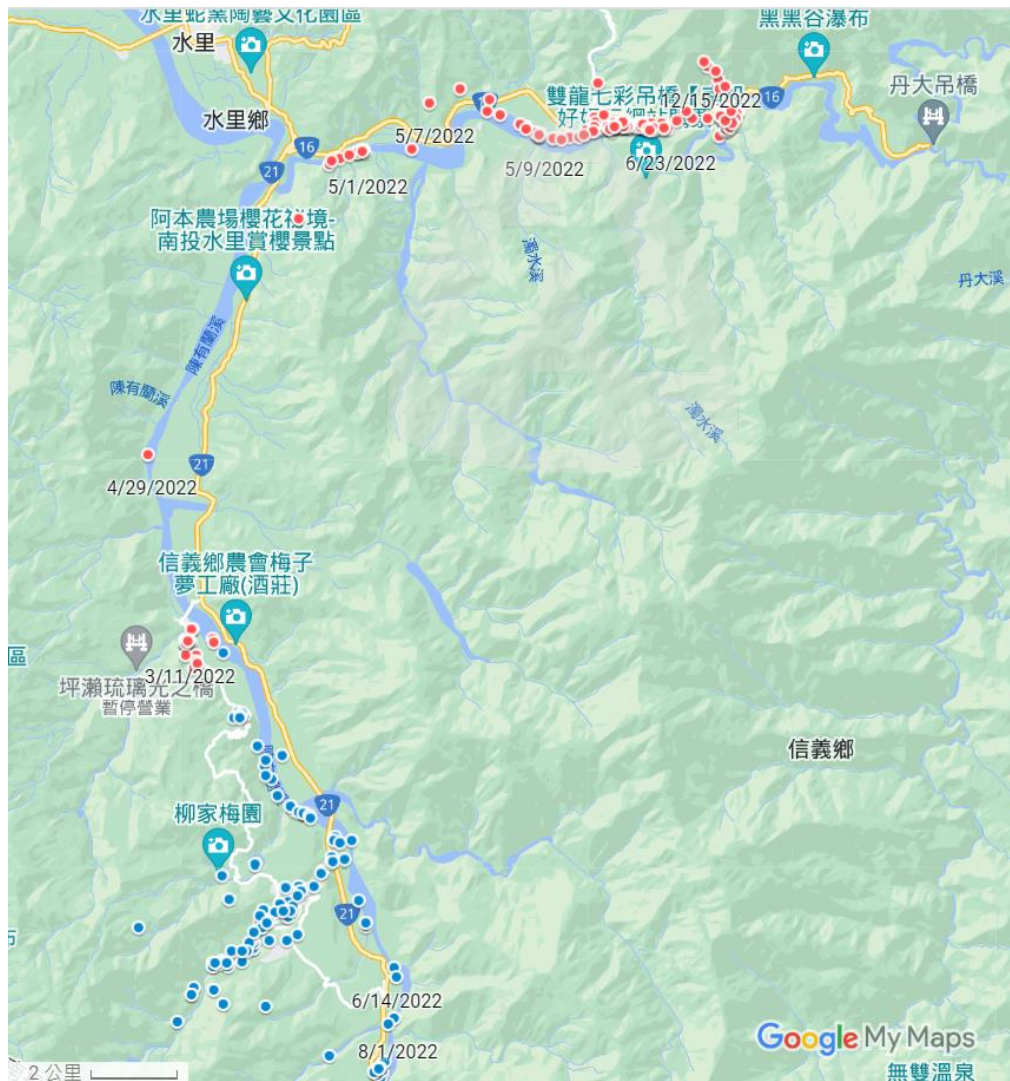 水里蛇窯陶藝文化園區
水里
黑黑谷瀑布
丹大吊橋
雙龍七彩吊橋
12/15/2022
16
水里鄉
5/7/2022
16
21
5/1/2022
5/9/2022
6/23/2022
阿本農場櫻花祕境-
南投水里賞櫻景點
濁水溪
丹大溪
陳有蘭溪
陳有蘭溪
濁水溪
21
4/29/2022
信義鄉農會梅子
夢工廠(酒莊)
區
3/11/2022
坪瀨琉璃光之橋
暫停營業
信義鄉
21
柳家梅園
21
6/14/2022
8/1/2022
Google My Maps
2 公里
無雙溫泉